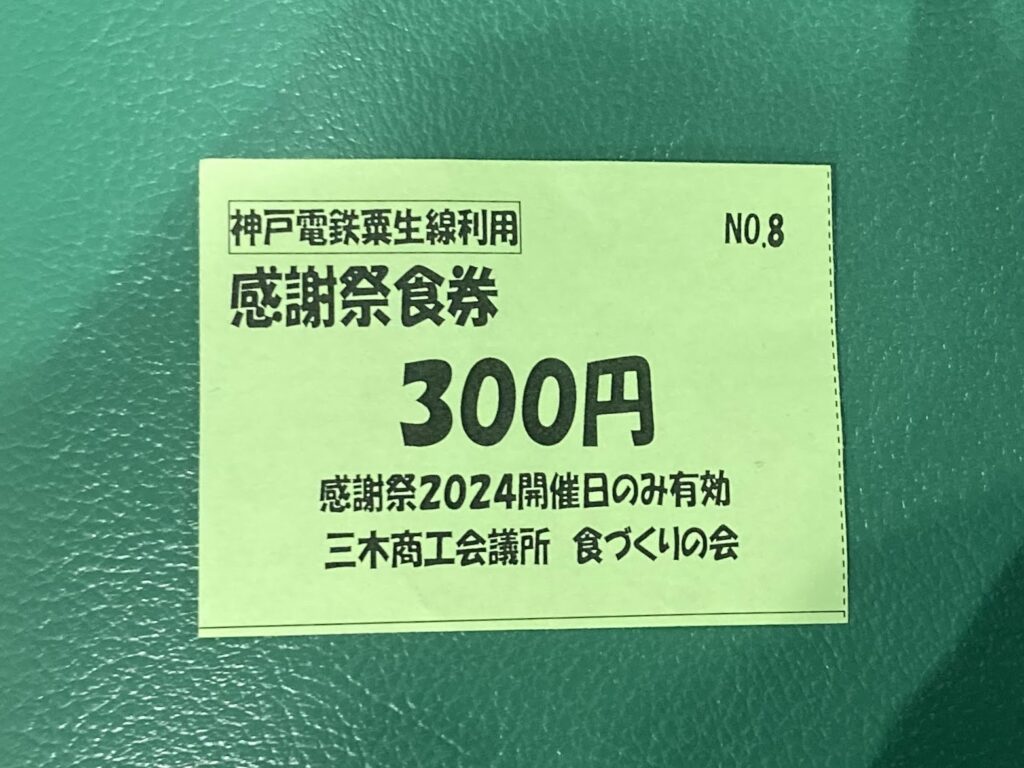 神戸電鉄粟生線利用
NO.8
感謝祭食券
300円
感謝祭2024開催日のみ有効
三木商工会議所 食づくりの会